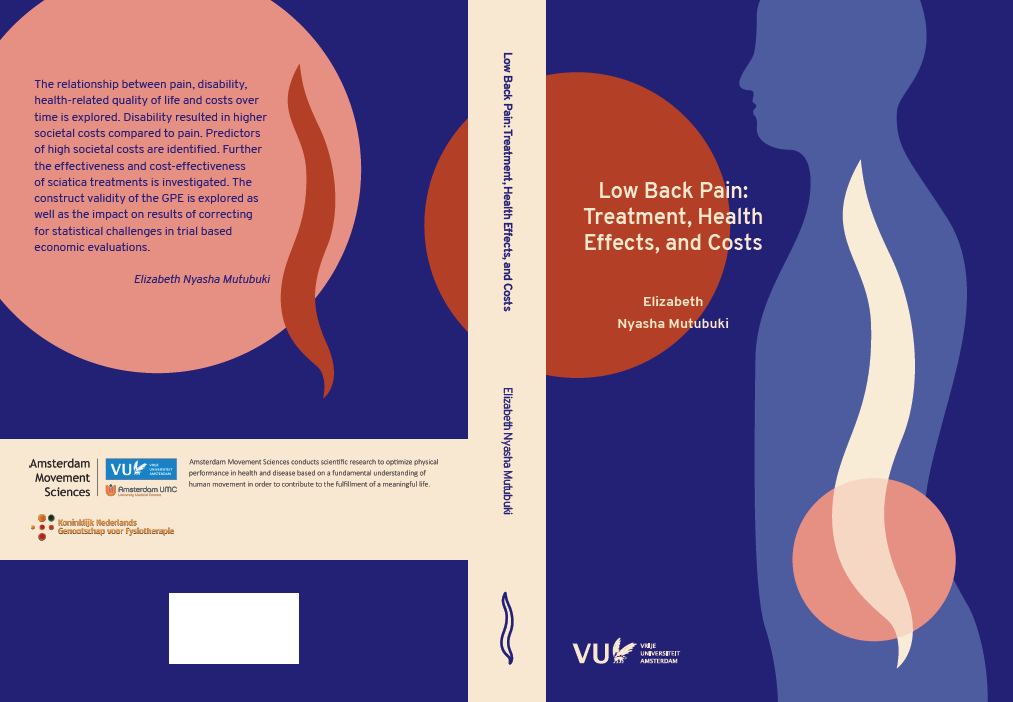 The relationship between pain, disability,
health-related quality of life and costs over
time is explored. Disability resulted in higher
societal costs compared to pain. Predictors
of high societal costs are identified. Further
the effectiveness and cost-effectiveness
of sciatica treatments is investigated. The
construct validity of the GPE is explored as
well as the impact on results of correcting
for statistical challenges in trial based
economic evaluations.
Elizabeth Nyasha Mutubuki
Amsterdam
Movement
Sciences
VU
VRIJE
UNIVERSITEIT
AMSTERDAM
Amsterdam UMC
University Medical Centers
Amsterdam Movement Sciences conducts scientific research to optimize physical
performance in health and disease based on a fundamental understanding of
human movement in order to contribute to the fulfillment of a meaningful life.
Koninklijk Nederlands
Genootschap voor Fysiotherapie
Low Back Pain: Treatment, Health Effects, and Costs
Elizabeth Nyasha Mutubuki
Low Back Pain:
Treatment, Health
Effects, and Costs
Elizabeth
Nyasha Mutubuki
VU
VRIJE
UNIVERSITEIT
AMSTERDAM